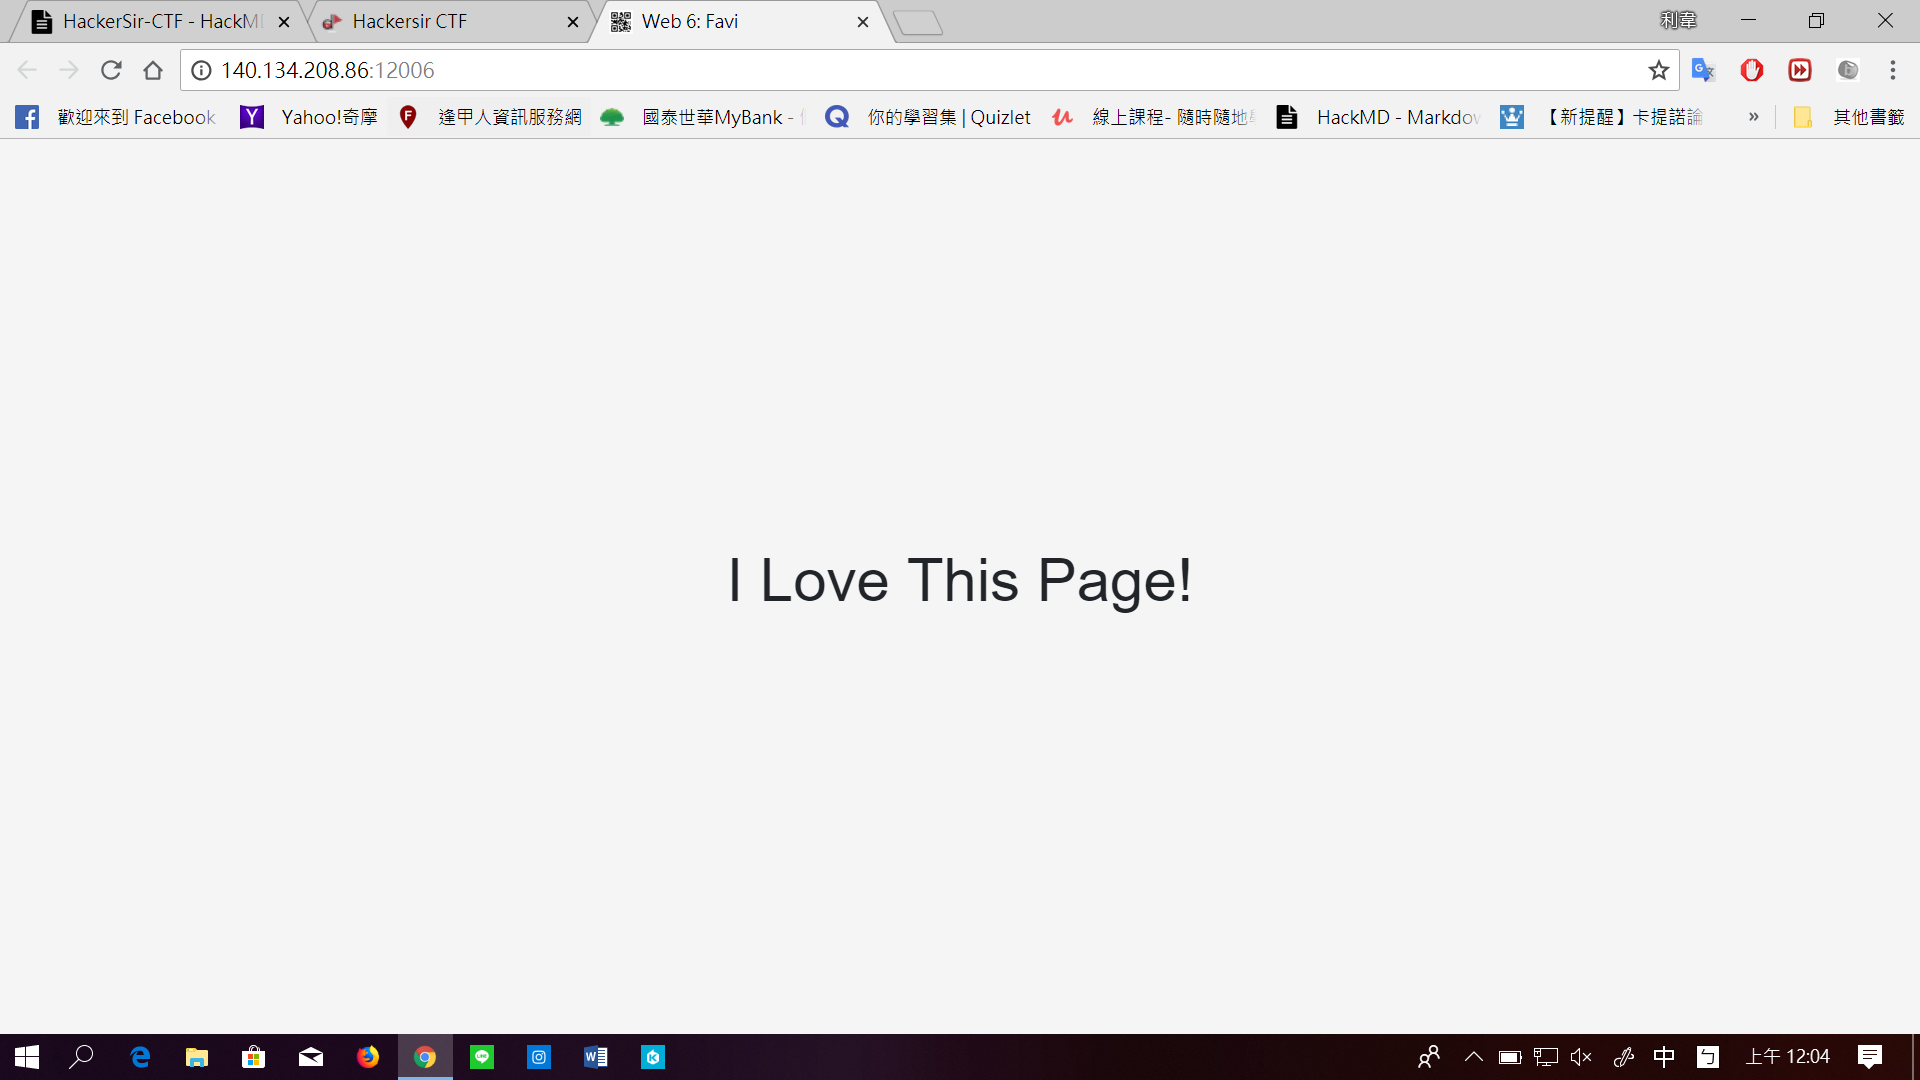 HackerSir-CTF - HackM
Hackersir CTF
Web 6: Favi
利韋
140.134.208.86:12006
歡迎來到 Facebook
Yahoo!奇摩
逢甲人資訊服務網
國泰世華MyBank -
你的學習集 | Quizlet
線上課程- 隨時隨地
HackMD - Markdow
【新提醒】卡提諾論
»
其他書籤
I Love This Page!
中
ㄅ
上午 12:04